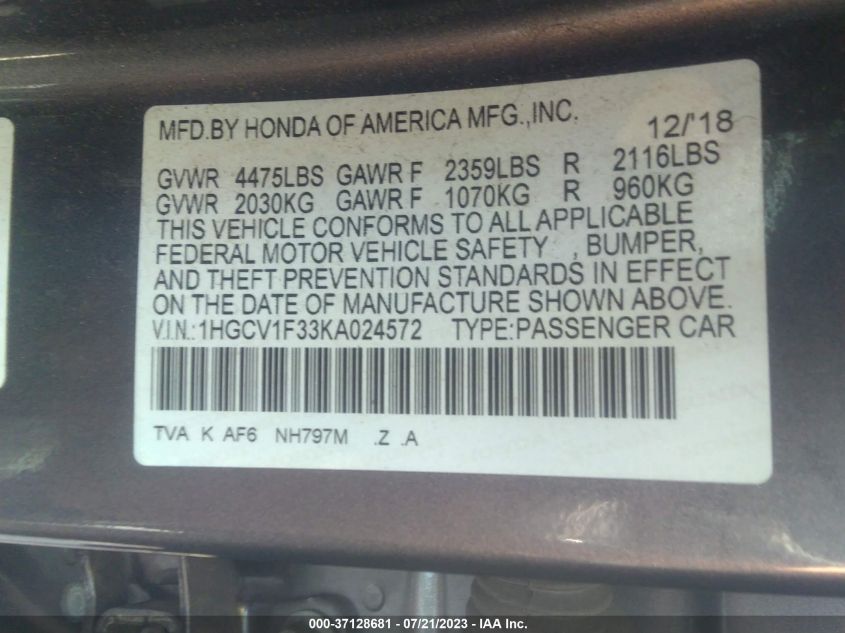 MFD.BY HONDA OF AMERICA MFG.,INC. 12/'18
GVWR 4475LBS GAWR F 2359LBS R 2116LBS
GVWR 2030KG GAWR F 1070KG R 960KG
THIS VEHICLE CONFORMS TO ALL APPLICABLE
FEDERAL MOTOR VEHICLE SAFETY , BUMPER,
AND THEFT PREVENTION STANDARDS IN EFFECT
ON THE DATE OF MANUFACTURE SHOWN ABOVE.
V.I.N.:1HGCV1F33KA024572 TYPE:PASSENGER CAR
TVA K AF6 NH797M .Z .A
000-37128681 - 07/21/2023 - IAA Inc.